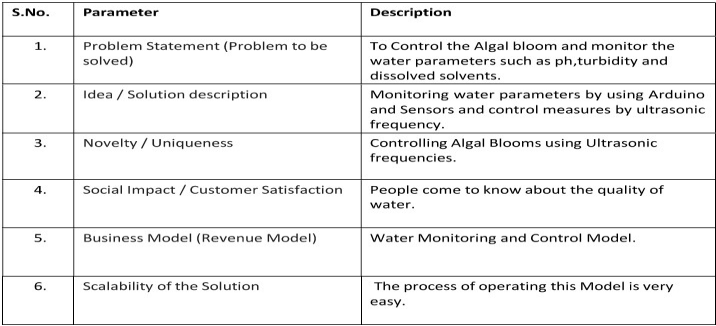 S.No. Parameter Description
1. Problem Statement (Problem to be solved) To Control the Algal bloom and monitor the water parameters such as ph,turbidity and dissolved solvents.
2. Idea / Solution description Monitoring water parameters by using Arduino and Sensors and control measures by ultrasonic frequency.
3. Novelty / Uniqueness Controlling Algal Blooms using Ultrasonic frequencies.
4. Social Impact / Customer Satisfaction People come to know about the quality of water.
5. Business Model (Revenue Model) Water Monitoring and Control Model.
6. Scalability of the Solution The process of operating this Model is very easy.